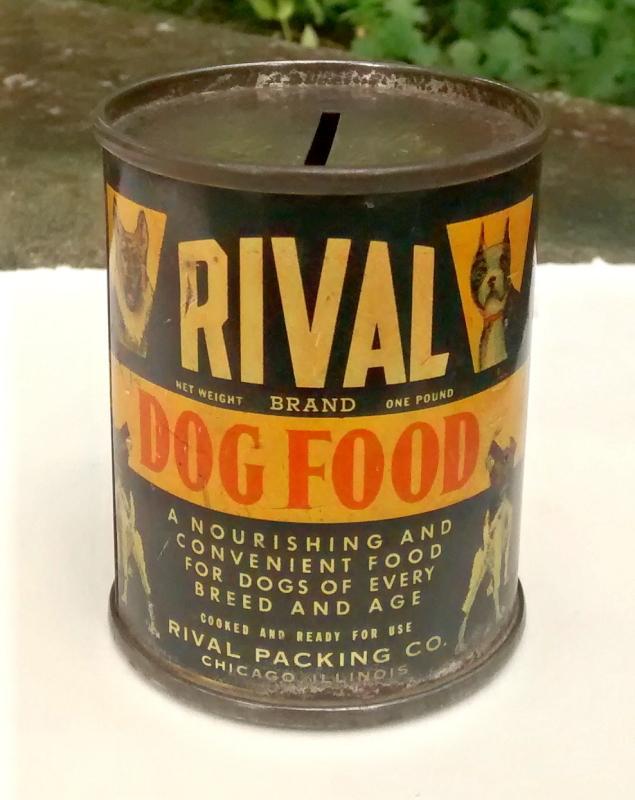 RIVAL
NET WEIGHT BRAND ONE POUND
DOG FOOD
A NOURISHING AND
CONVENIENT FOOD
FOR DOGS OF EVERY
BREED AND AGE
COOKED AND READY FOR USE
RIVAL PACKING CO.
CHICAGO, ILLINOIS